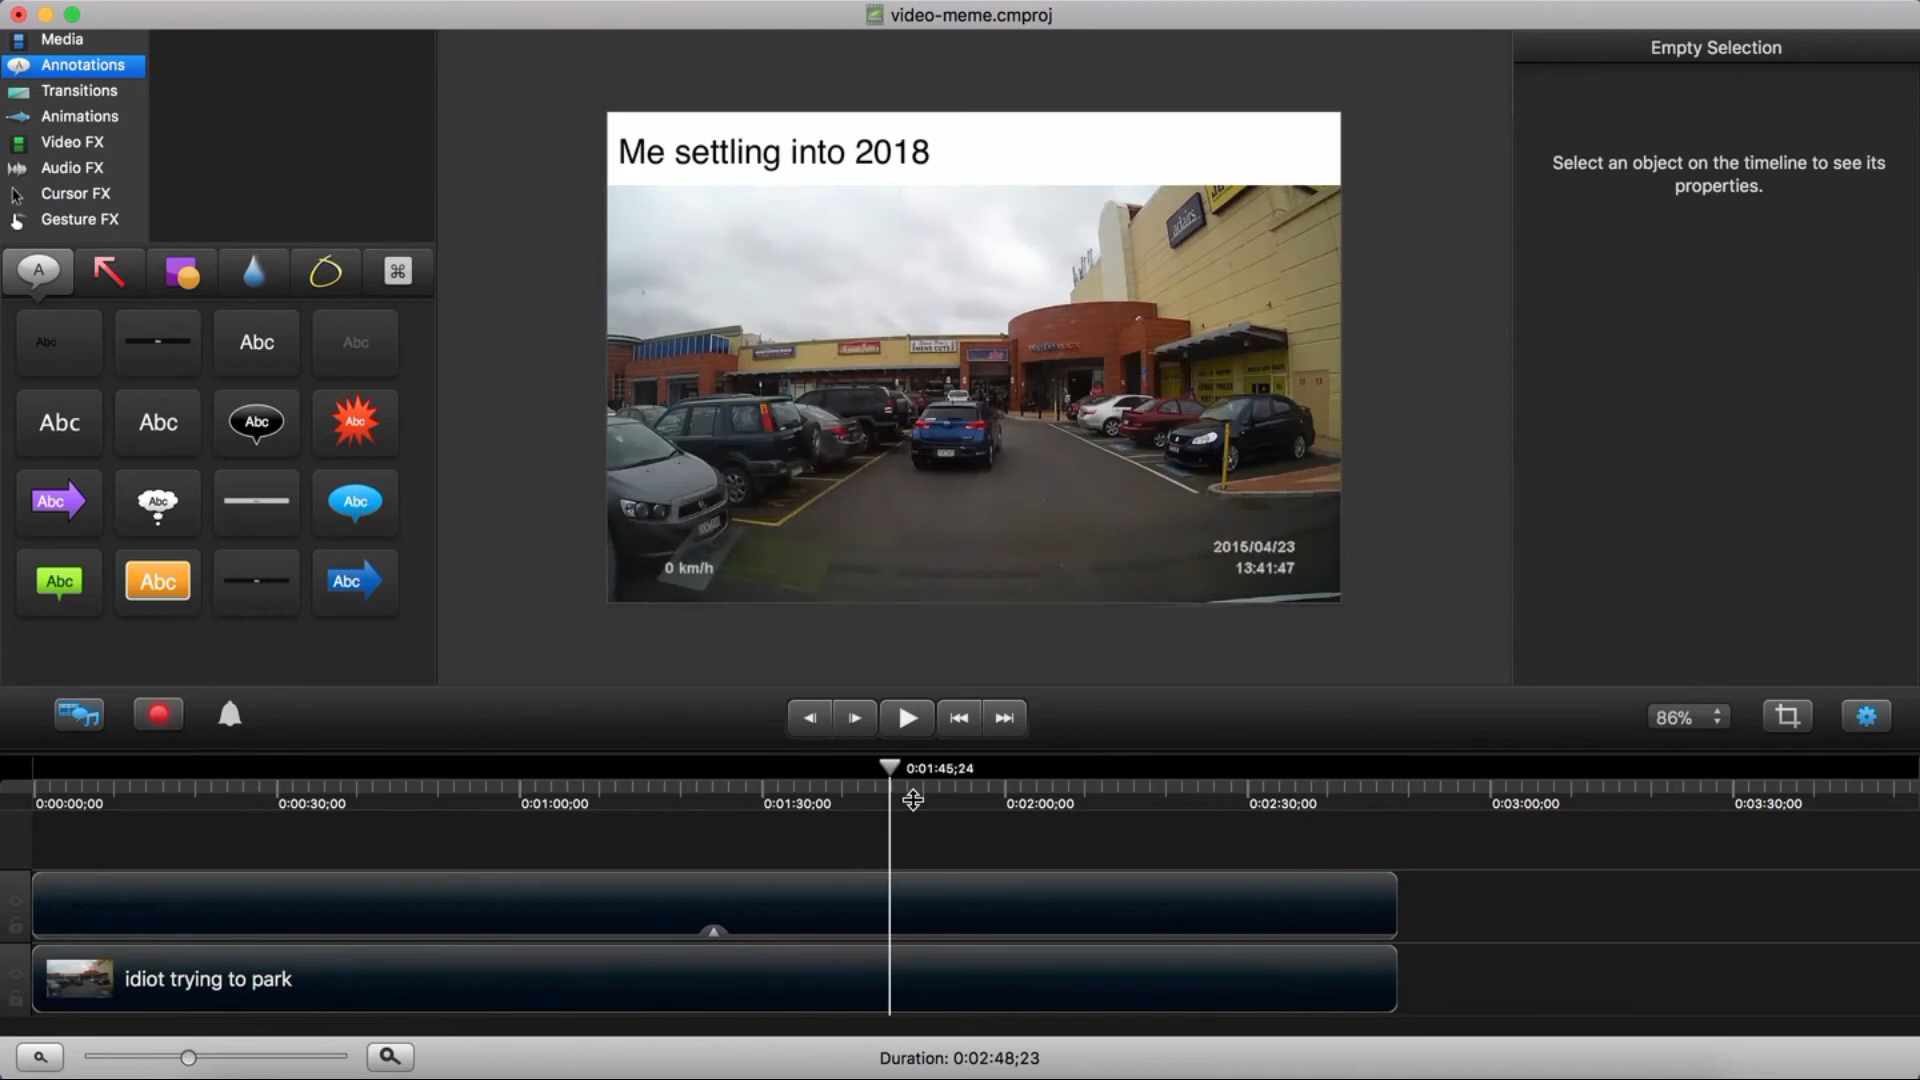 video-meme.cmproj
Media
Annotations
Transitions
Animations
Video FX
Audio FX
Cursor FX
Gesture FX
A
⌘
Abc
Abc
Abc
Abc
Abc
Abc
Abc
Abc
Abc
Abc
Abc
Abc
Abc
Me settling into 2018
adairs
MENS CUTS
0 km/h
2015/04/23
13:41:47
Empty Selection
Select an object on the timeline to see its
properties.
86%
0:01:45;24
0:00:00;00
0:00:30;00
0:01:00;00
0:01:30;00
0:02:00;00
0:02:30;00
0:03:00;00
0:03:30;00
idiot trying to park
Duration: 0:02:48;23